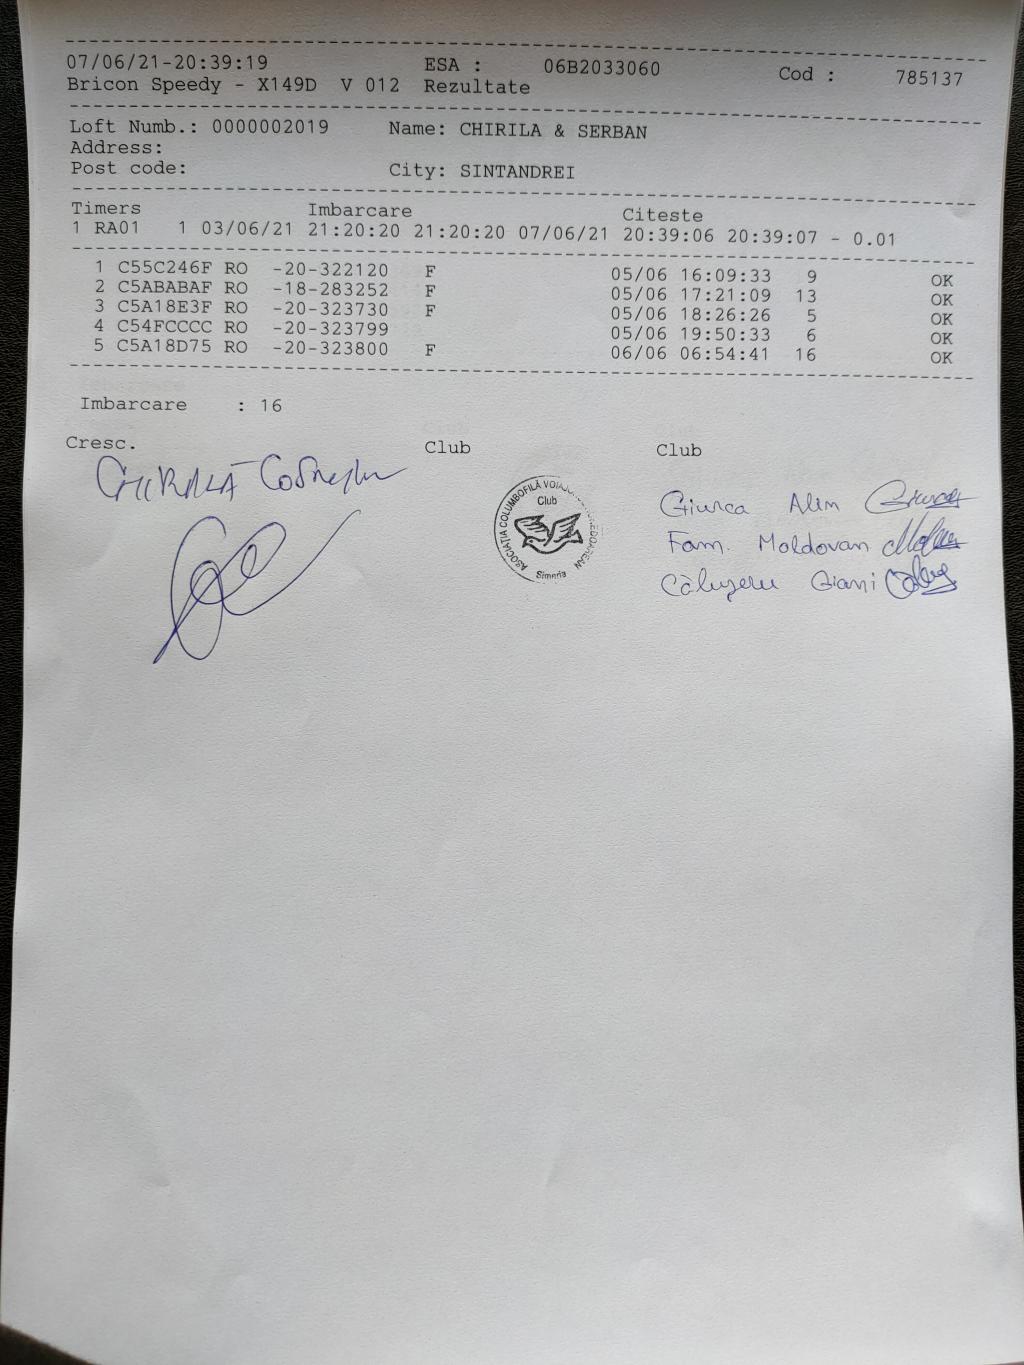 07/06/21-20:39:19 ESA : 06B2033060 Cod : 785137
Bricon Speedy - X149D V 012 Rezultate
Loft Numb.: 0000002019 Name: CHIRILA & SERBAN
Address:
Post code: City: SINTANDREI
Timers Imbarcare Citeste
1 RA01 1 03/06/21 21:20:20 21:20:20 07/06/21 20:39:06 20:39:07 - 0.01
1 C55C246F RO -20-322120 F 05/06 16:09:33 9 OK
2 C5ABABAF RO -18-283252 F 05/06 17:21:09 13 OK
3 C5A18E3F RO -20-323730 F 05/06 18:26:26 5 OK
4 C54FCCCC RO -20-323799 05/06 19:50:33 6 OK
5 C5A18D75 RO -20-323800 F 06/06 06:54:41 16 OK
Imbarcare : 16
Cresc. Club Club
CHIRILĂ
ASOCIAȚIA COLUMBOFILĂ
Club
Simeria
Giurca Alin
Fam. Moldovan
Giani